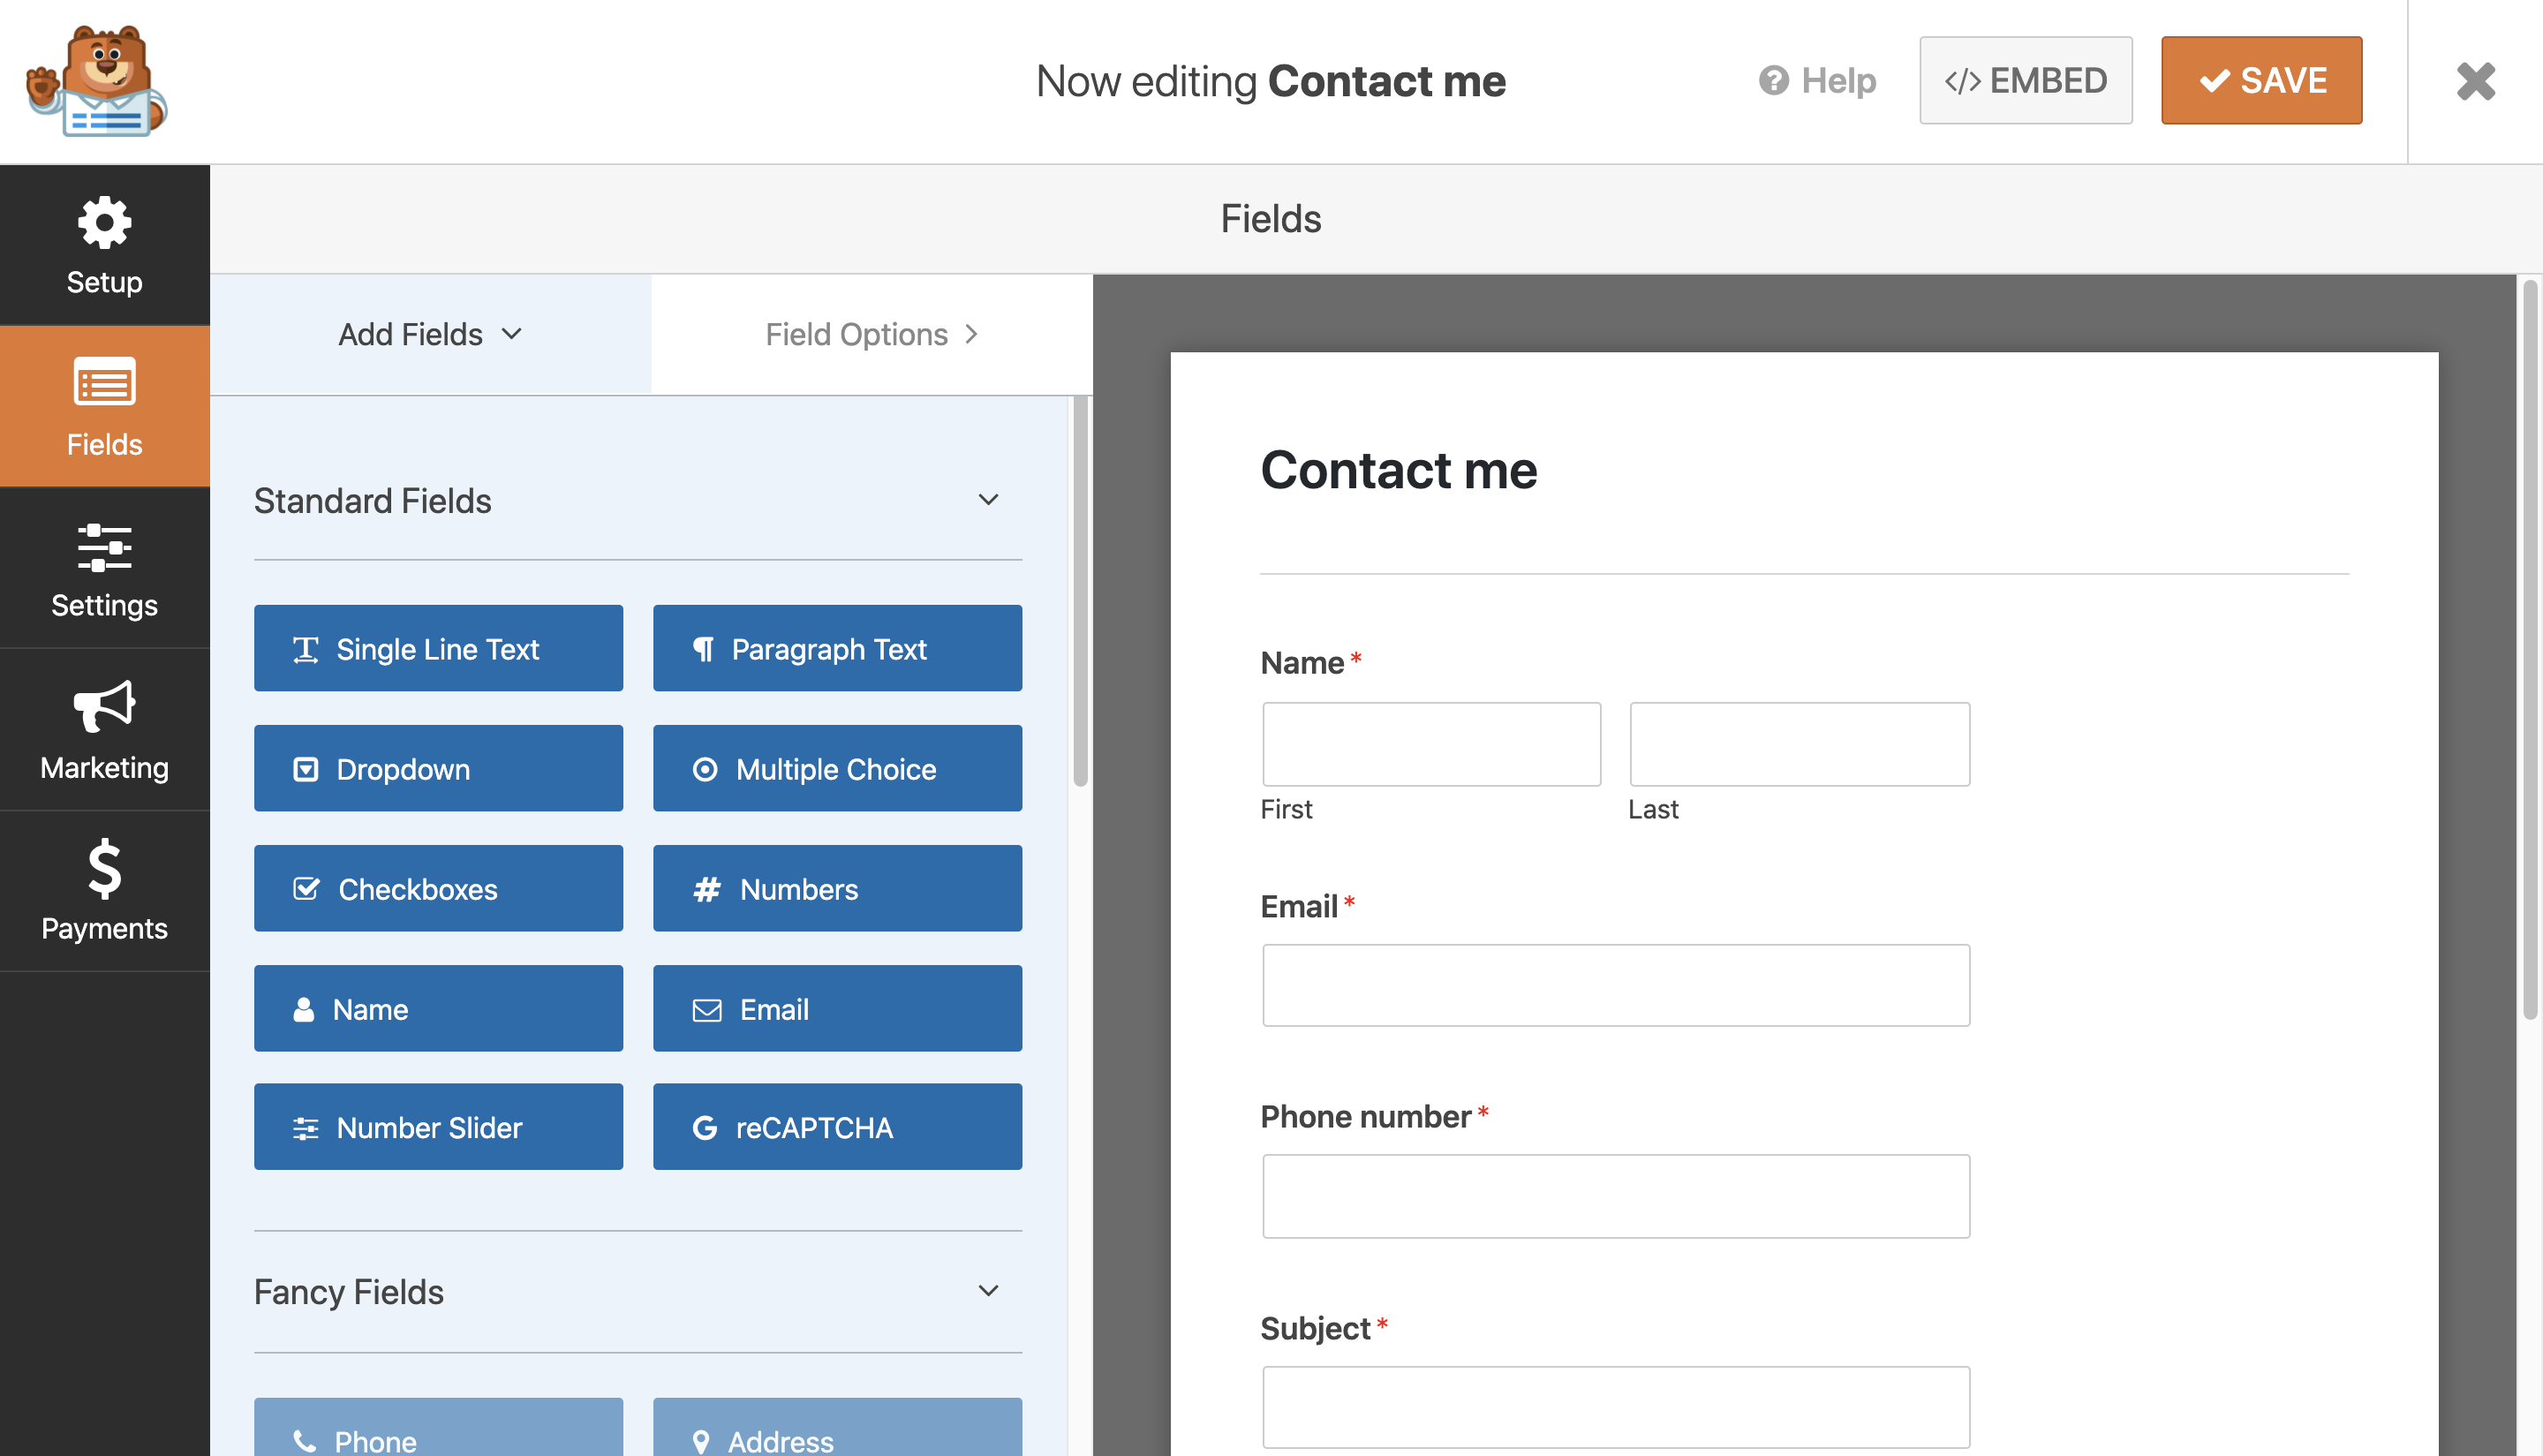 Now editing Contact me
Help
</> EMBED
SAVE
Setup
Fields
Settings
Marketing
Payments
Fields
Add Fields
Field Options
Standard Fields
Single Line Text
Paragraph Text
Dropdown
Multiple Choice
Checkboxes
Numbers
Name
Email
Number Slider
reCAPTCHA
Fancy Fields
Phone
Address
Contact me
Name *
First
Last
Email *
Phone number *
Subject *